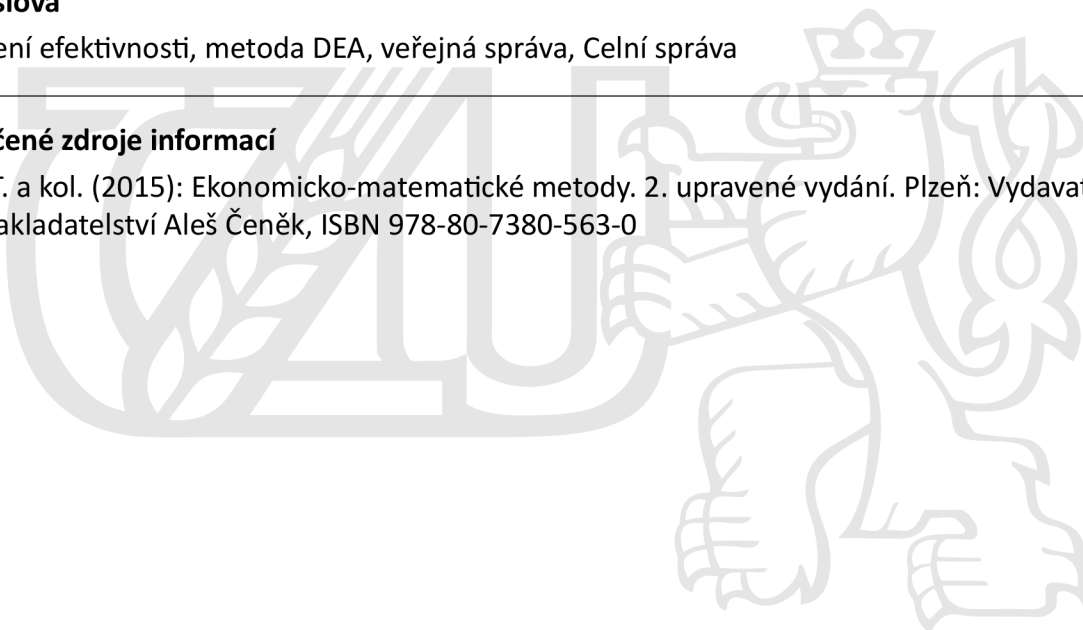 slova
ení efektivnosti, metoda DEA, veřejná správa, Celní správa
čené zdroje informací
T. a kol. (2015): Ekonomicko-matematické metody. 2. upravené vydání. Plzeň: Vydavat
akladatelství Aleš Čeněk, ISBN 978-80-7380-563-0